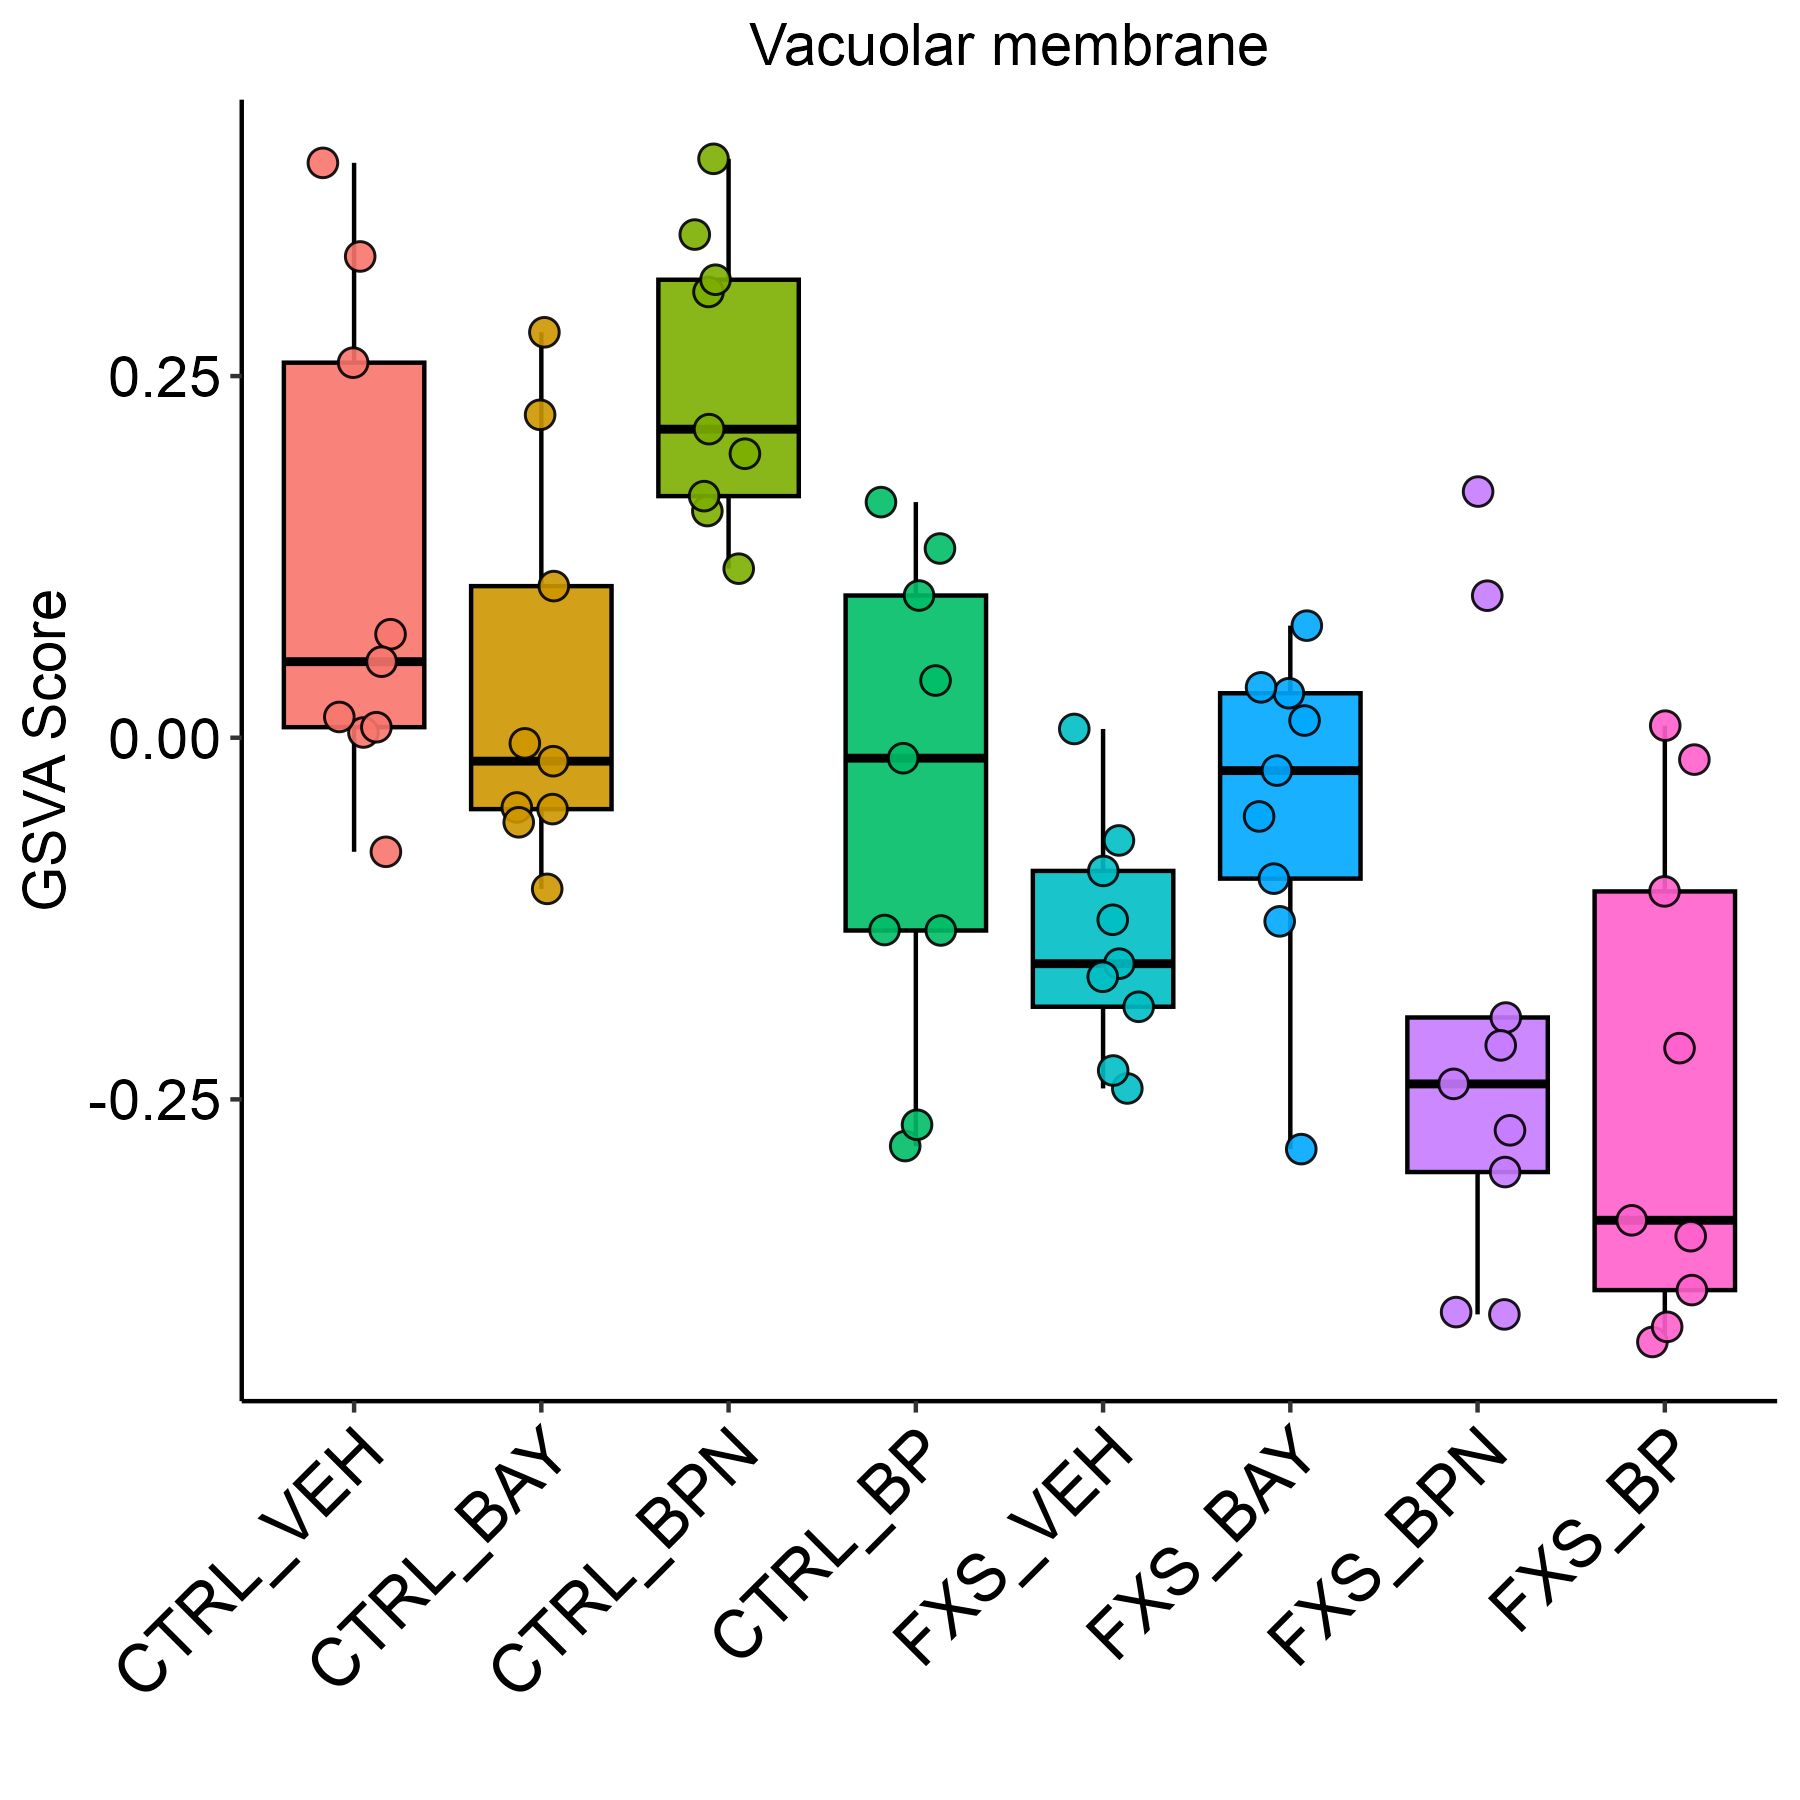 Vacuolar membrane
GSVA Score
0.25
0.00
-0.25
CTRL_VEH
CTRL_BAY
CTRL_BPN
CTRL_BP
FXS_VEH
FXS_BAY
FXS_BPN
FXS_BP